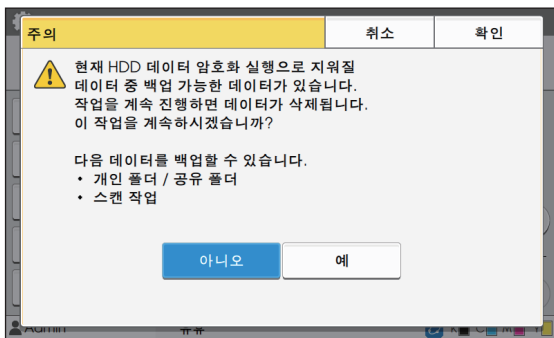 주의
취소
확인
현재 HDD 데이터 암호화 실행으로 지워질
데이터 중 백업 가능한 데이터가 있습니다.
작업을 계속 진행하면 데이터가 삭제됩니다.
이 작업을 계속하시겠습니까?
다음 데이터를 백업할 수 있습니다.
• 개인 폴더 / 공유 폴더
• 스캔 작업
아니오
예
Admin
K C M Y